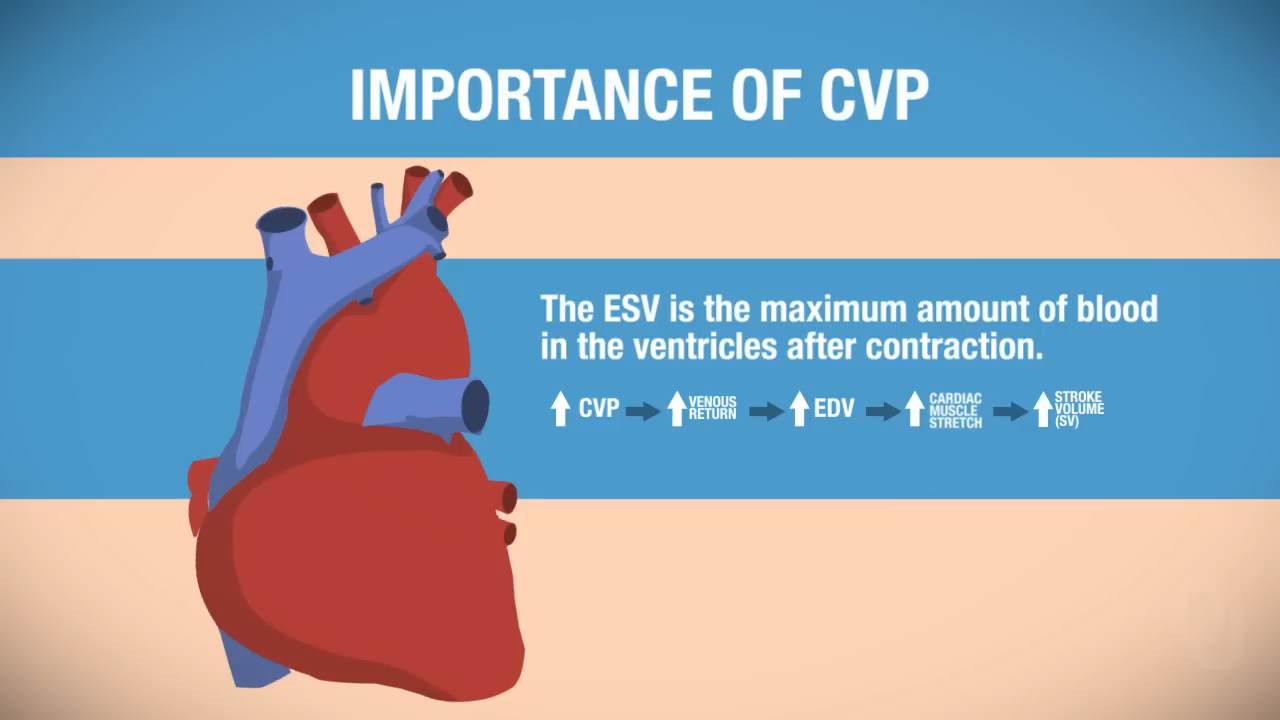 IMPORTANCE OF CVP
The ESV is the maximum amount of blood
in the ventricles after contraction.
CVP
VENOUS
RETURN
EDV
CARDIAC
MUSCLE
STRETCH
STROKE
VOLUME
(SV)